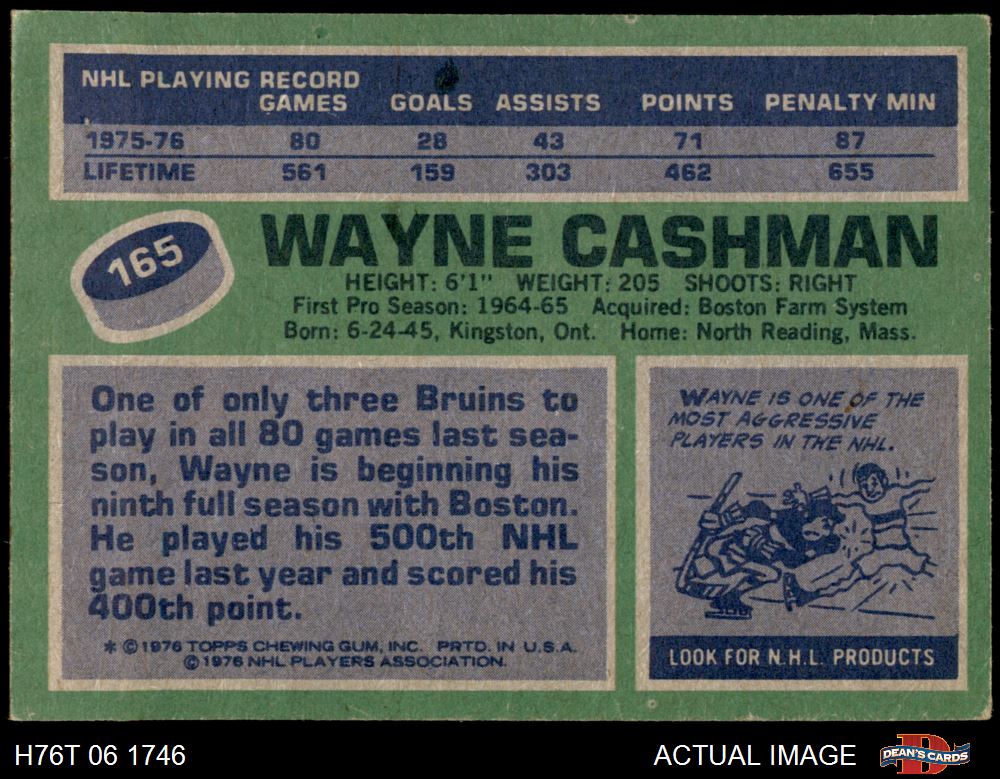 NHL PLAYING RECORD
GAMES GOALS ASSISTS POINTS PENALTY MIN
1975-76 80 28 43 71 87
LIFETIME 561 159 303 462 655
165
WAYNE CASHMAN
HEIGHT: 6'1" WEIGHT: 205 SHOOTS: RIGHT
First Pro Season: 1964-65 Acquired: Boston Farm System
Born: 6-24-45, Kingston, Ont. Home: North Reading, Mass.
One of only three Bruins to
play in all 80 games last sea-
son, Wayne is beginning his
ninth full season with Boston.
He played his 500th NHL
game last year and scored his
400th point.
* © 1976 TOPPS CHEWING GUM, INC. PRTD. IN U.S.A.
© 1976 NHL PLAYERS ASSOCIATION.
WAYNE IS ONE OF THE
MOST AGGRESSIVE
PLAYERS IN THE NHL.
LOOK FOR N.H.L. PRODUCTS
H76T 06 1746
ACTUAL IMAGE
DEAN'S CARDS